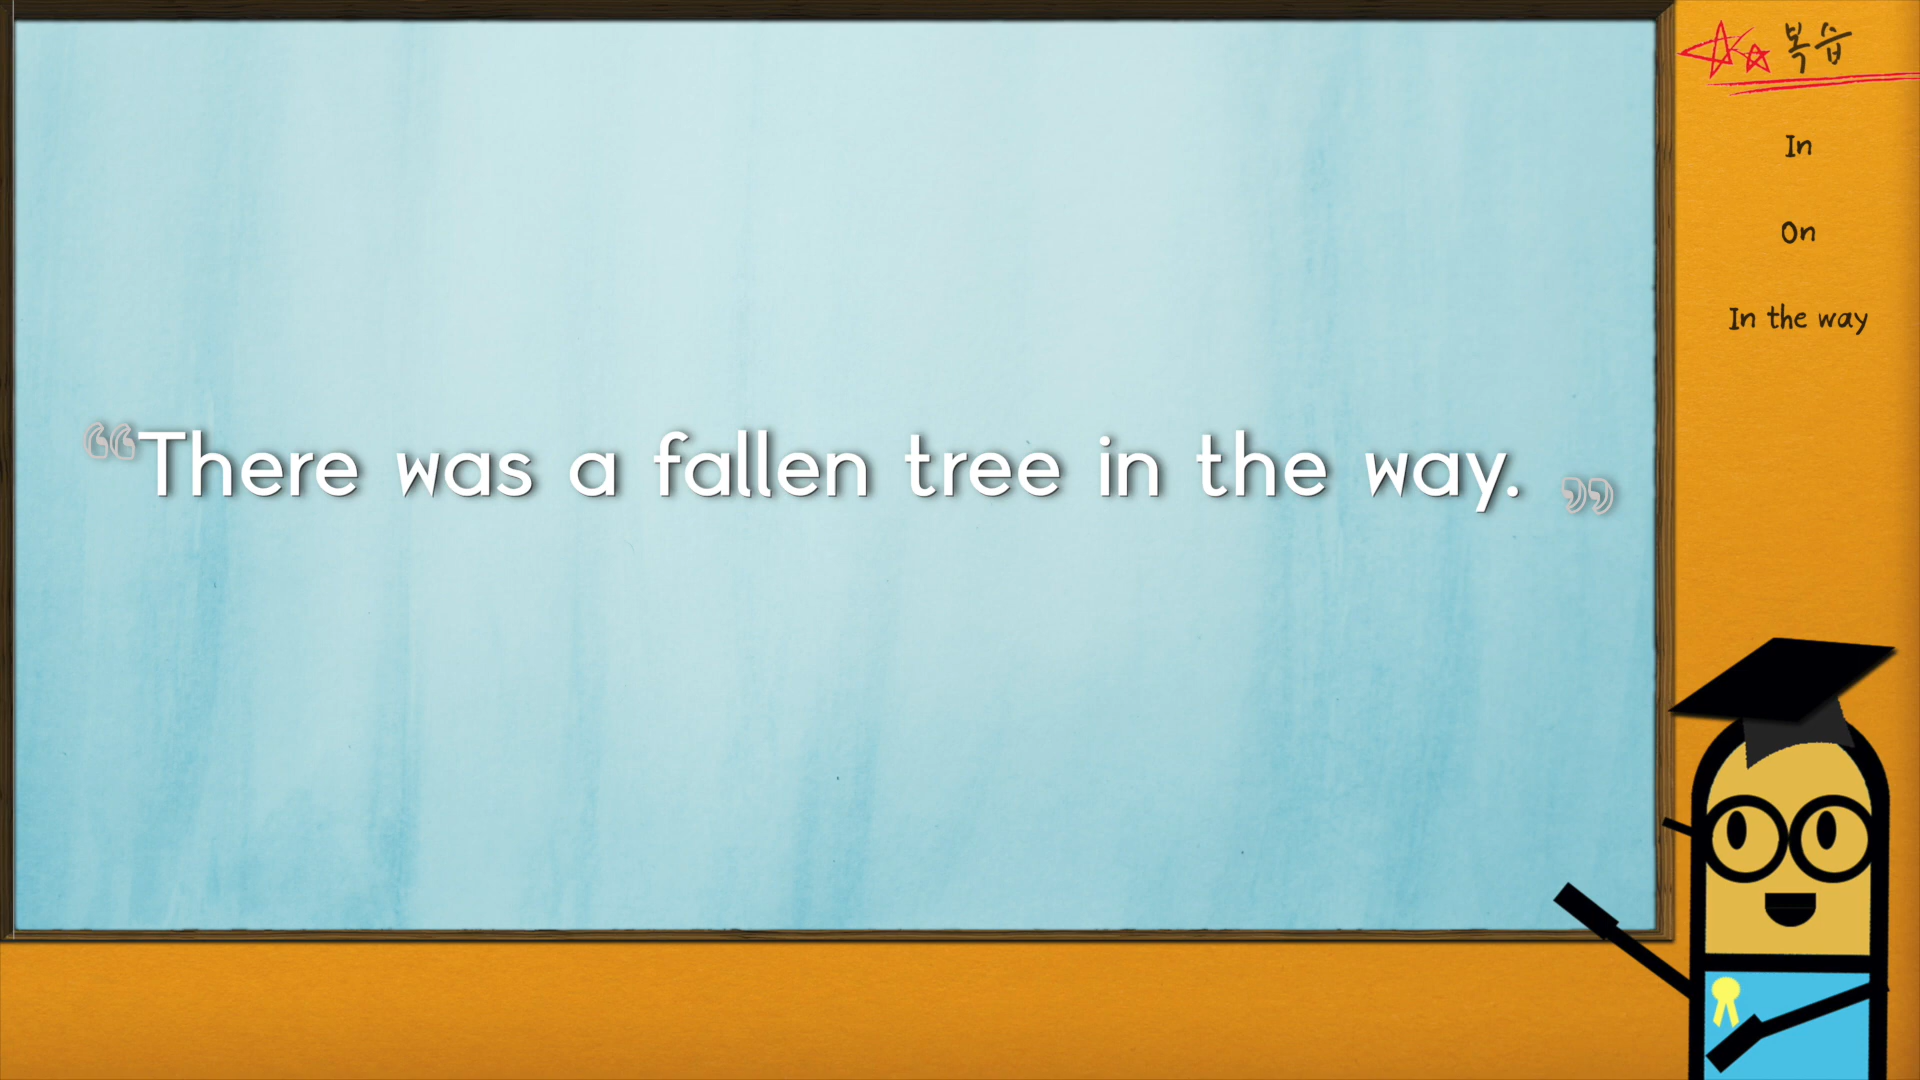 “There was a fallen tree in the way.”
복습
In
On
In the way